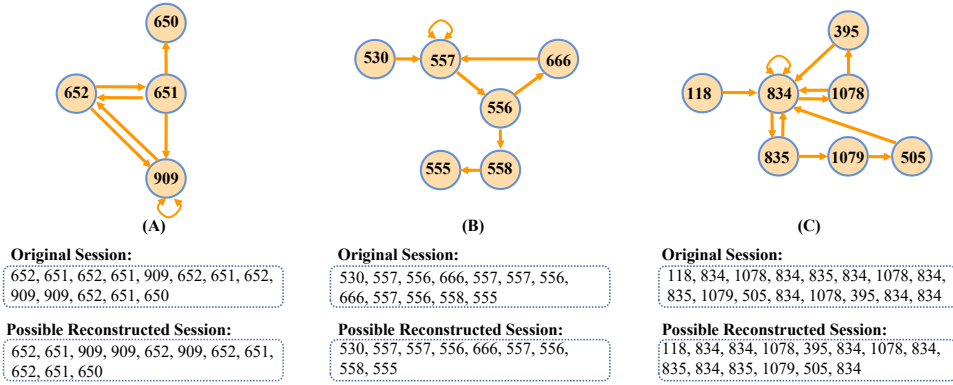 650
652
651
909
(A)
Original Session:
652, 651, 652, 651, 909, 652, 651, 652,
909, 909, 652, 651, 650
Possible Reconstructed Session:
652, 651, 909, 909, 652, 909, 652, 651,
652, 651, 650
530
557
666
556
555
558
(B)
Original Session:
530, 557, 556, 666, 557, 557, 556,
666, 557, 556, 558, 555
Possible Reconstructed Session:
530, 557, 557, 556, 666, 557, 556,
558, 555
395
118
834
1078
835
1079
505
(C)
Original Session:
118, 834, 1078, 834, 835, 834, 1078, 834,
835, 1079, 505, 834, 1078, 395, 834, 834
Possible Reconstructed Session:
118, 834, 834, 1078, 395, 834, 1078, 834,
835, 834, 835, 1079, 505, 834